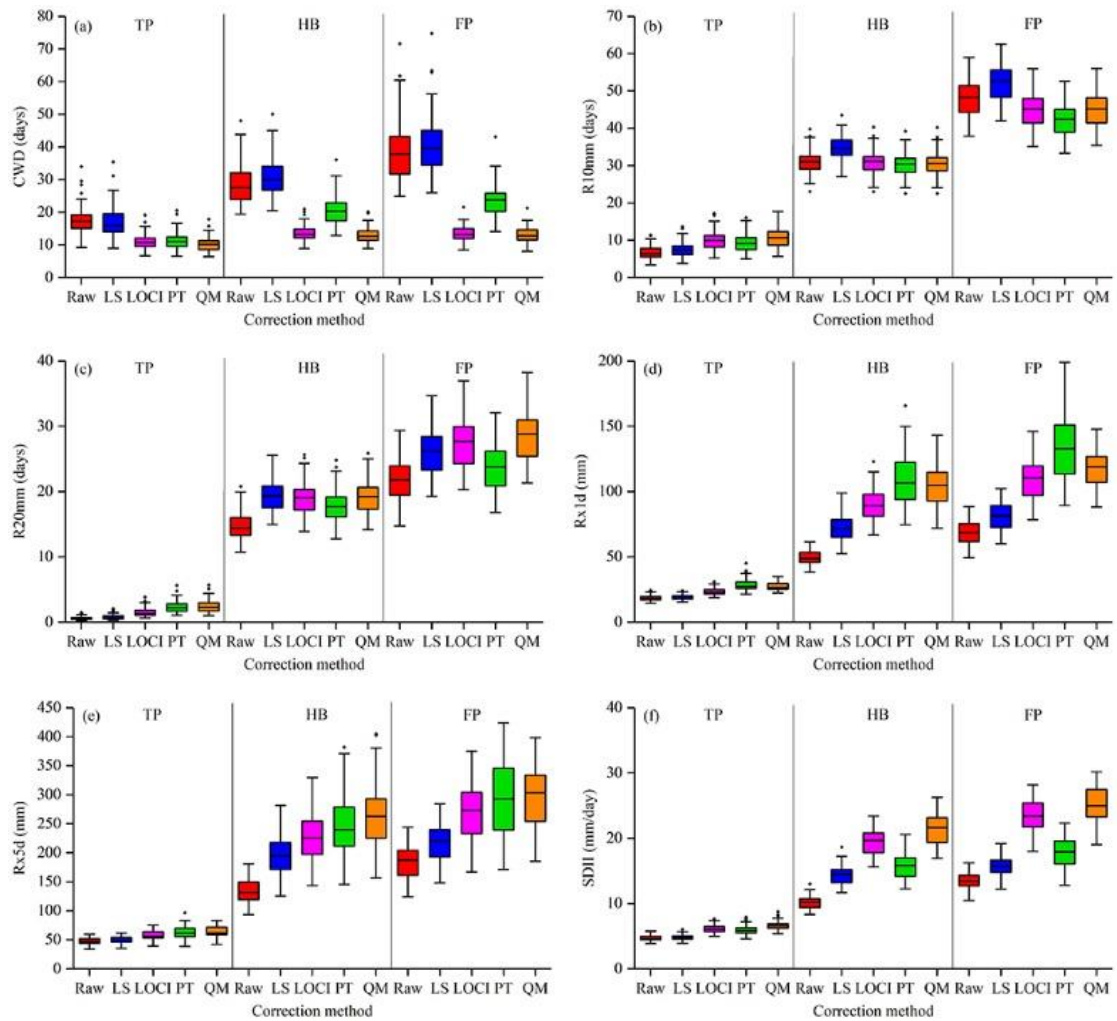 (a) TP HB FP
80
70
60
50
40
30
20
10
0
CWD (days)
Raw LS LOCI PT QM Raw LS LOCI PT QM Raw LS LOCI PT QM
Correction method
(b) TP HB FP
70
60
50
40
30
20
10
0
R10mm (days)
Raw LS LOCI PT QM Raw LS LOCI PT QM Raw LS LOCI PT QM
Correction method
(c) TP HB FP
40
30
20
10
0
R20mm (days)
Raw LS LOCI PT QM Raw LS LOCI PT QM Raw LS LOCI PT QM
Correction method
(d) TP HB FP
200
150
100
50
0
Rx1d (mm)
Raw LS LOCI PT QM Raw LS LOCI PT QM Raw LS LOCI PT QM
Correction method
(e) TP HB FP
450
400
350
300
250
200
150
100
50
0
Rx5d (mm)
Raw LS LOCI PT QM Raw LS LOCI PT QM Raw LS LOCI PT QM
Correction method
(f) TP HB FP
40
30
20
10
0
SDII (mm/day)
Raw LS LOCI PT QM Raw LS LOCI PT QM Raw LS LOCI PT QM
Correction method